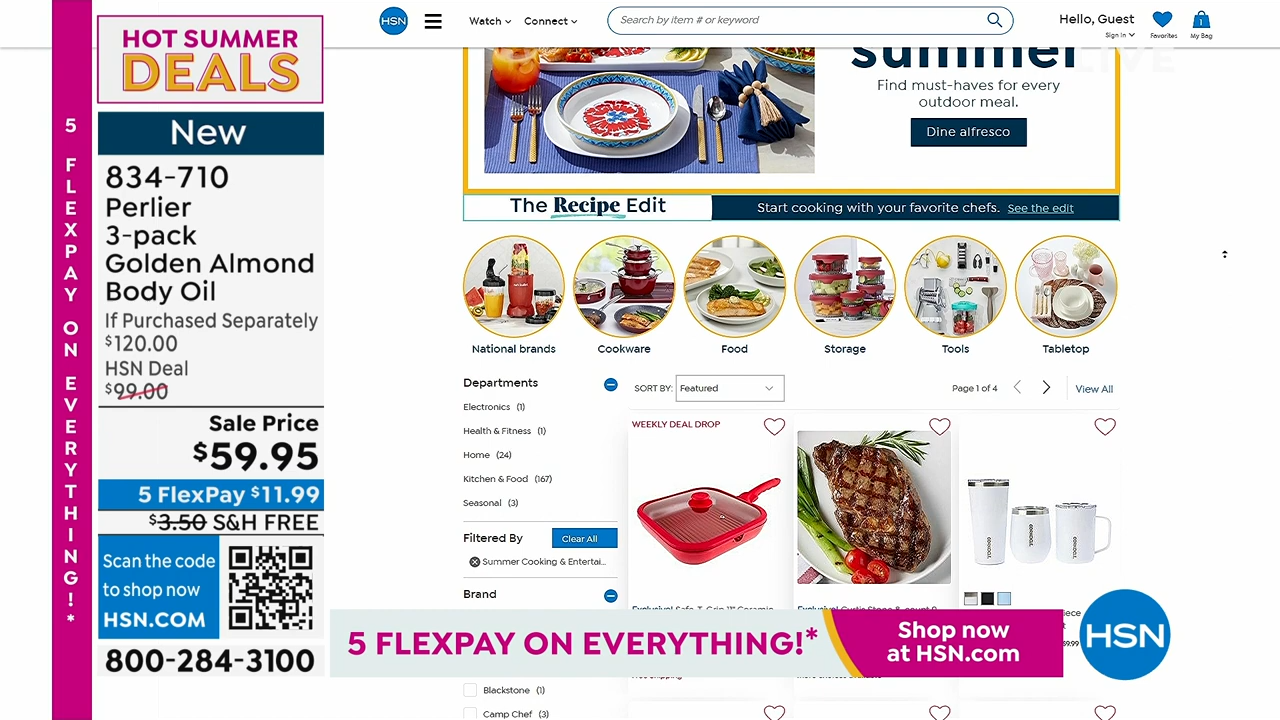 5 FLEXPAY ON EVERYTHING!*
HOT SUMMER
DEALS
New
834-710
Perlier
3-pack
Golden Almond
Body Oil
If Purchased Separately
$120.00
HSN Deal
$99.00
Sale Price
$59.95
5 FlexPay $11.99
$3.50 S&H FREE
Scan the code
to shop now
HSN.COM
800-284-3100
HSN
Watch
Connect
Search by item # or keyword
Hello, Guest
Sign In
Favorites
1
My Bag
LIVE
summer
Find must-haves for every
outdoor meal.
Dine alfresco
The Recipe Edit
Start cooking with your favorite chefs. See the edit
National brands
Cookware
Food
Storage
Tools
Tabletop
Departments
Electronics (1)
Health & Fitness (1)
Home (24)
Kitchen & Food (167)
Seasonal (3)
Filtered By
Clear All
Summer Cooking & Entertai...
Brand
Blackstone (1)
Camp Chef (3)
SORT BY: Featured
Page 1 of 4
View All
WEEKLY DEAL DROP
5 FLEXPAY ON EVERYTHING!*
Shop now
at HSN.com
HSN